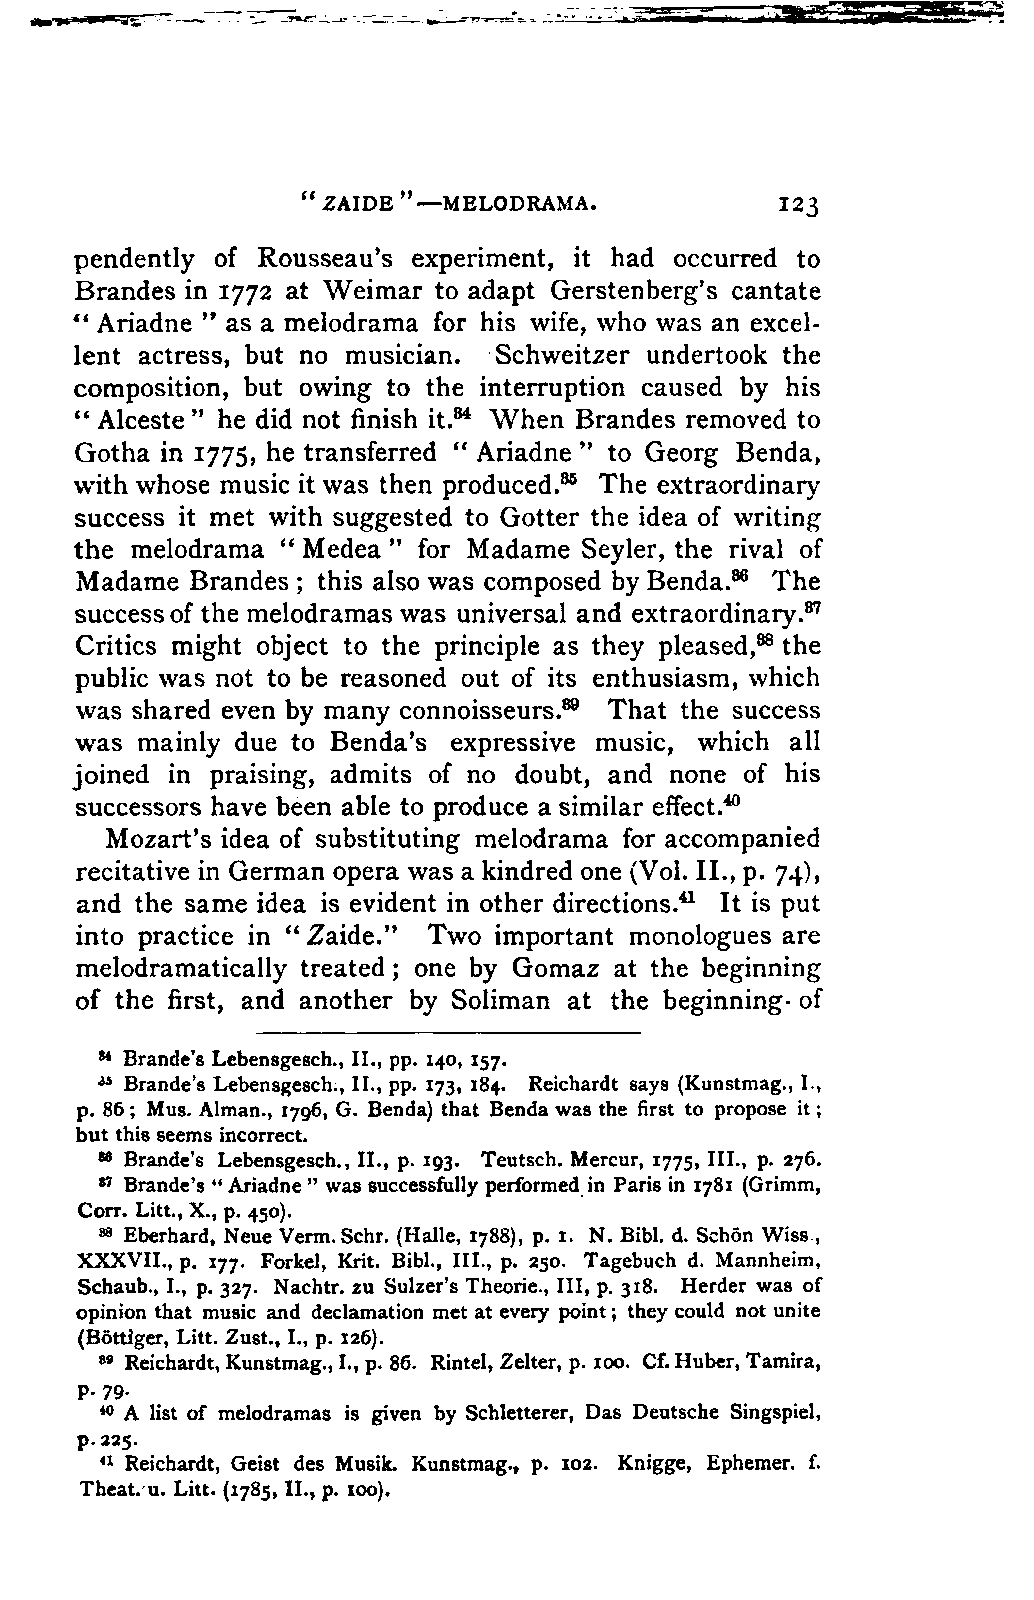 “ ZAIDE ”—MELODRAMA. 123
pendently of Rousseau’s experiment, it had occurred to
Brandes in 1772 at Weimar to adapt Gerstenberg’s cantate
“ Ariadne ” as a melodrama for his wife, who was an excel-
lent actress, but no musician. Schweitzer undertook the
composition, but owing to the interruption caused by his
“ Alceste ” he did not finish it.³⁴ When Brandes removed to
Gotha in 1775, he transferred “ Ariadne ” to Georg Benda,
with whose music it was then produced.³⁵ The extraordinary
success it met with suggested to Gotter the idea of writing
the melodrama “ Medea ” for Madame Seyler, the rival of
Madame Brandes ; this also was composed by Benda.³⁶ The
success of the melodramas was universal and extraordinary.³⁷
Critics might object to the principle as they pleased,³⁸ the
public was not to be reasoned out of its enthusiasm, which
was shared even by many connoisseurs.³⁹ That the success
was mainly due to Benda’s expressive music, which all
joined in praising, admits of no doubt, and none of his
successors have been able to produce a similar effect.⁴⁰
Mozart’s idea of substituting melodrama for accompanied
recitative in German opera was a kindred one (Vol. II., p. 74),
and the same idea is evident in other directions.⁴¹ It is put
into practice in “ Zaide.” Two important monologues are
melodramatically treated ; one by Gomaz at the beginning
of the first, and another by Soliman at the beginning of
³⁴ Brande’s Lebensgesch., II., pp. 140, 157.
³⁵ Brande’s Lebensgesch., II., pp. 173, 184. Reichardt says (Kunstmag., I.,
p. 86 ; Mus. Alman., 1796, G. Benda) that Benda was the first to propose it ;
but this seems incorrect.
³⁶ Brande’s Lebensgesch., II., p. 193. Teutsch. Mercur, 1775, III., p. 276.
³⁷ Brande’s “ Ariadne ” was successfully performed in Paris in 1781 (Grimm,
Corr. Litt., X., p. 450).
³⁸ Eberhard, Neue Verm. Schr. (Halle, 1788), p. 1. N. Bibl. d. Schön Wiss.,
XXXVII., p. 177. Forkel, Krit. Bibl., III., p. 250. Tagebuch d. Mannheim,
Schaub., I., p. 327. Nachtr. zu Sulzer’s Theorie., III, p. 318. Herder was of
opinion that music and declamation met at every point ; they could not unite
(Böttiger, Litt. Zust., I., p. 126).
³⁹ Reichardt, Kunstmag., I., p. 86. Rintel, Zelter, p. 100. Cf. Huber, Tamira,
p. 79.
⁴⁰ A list of melodramas is given by Schletterer, Das Deutsche Singspiel,
p. 225.
⁴¹ Reichardt, Geist des Musik. Kunstmag., p. 102. Knigge, Ephemer. f.
Theat. u. Litt. (1785, II., p. 100).